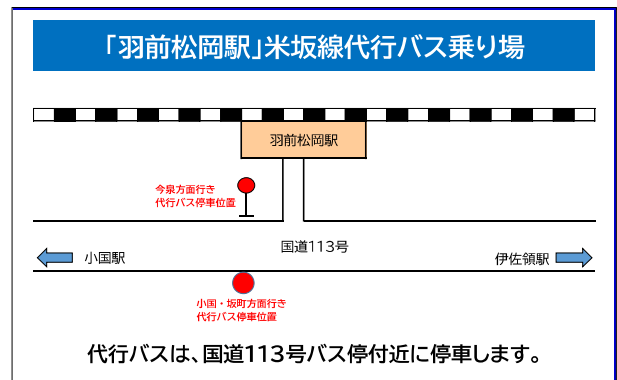 「羽前松岡駅」米坂線代行バス乗り場
羽前松岡駅
今泉方面行き
代行バス停車位置
国道113号
小国駅
伊佐領駅
小国・坂町方面行き
代行バス停車位置
代行バスは、国道113号バス停付近に停車します。